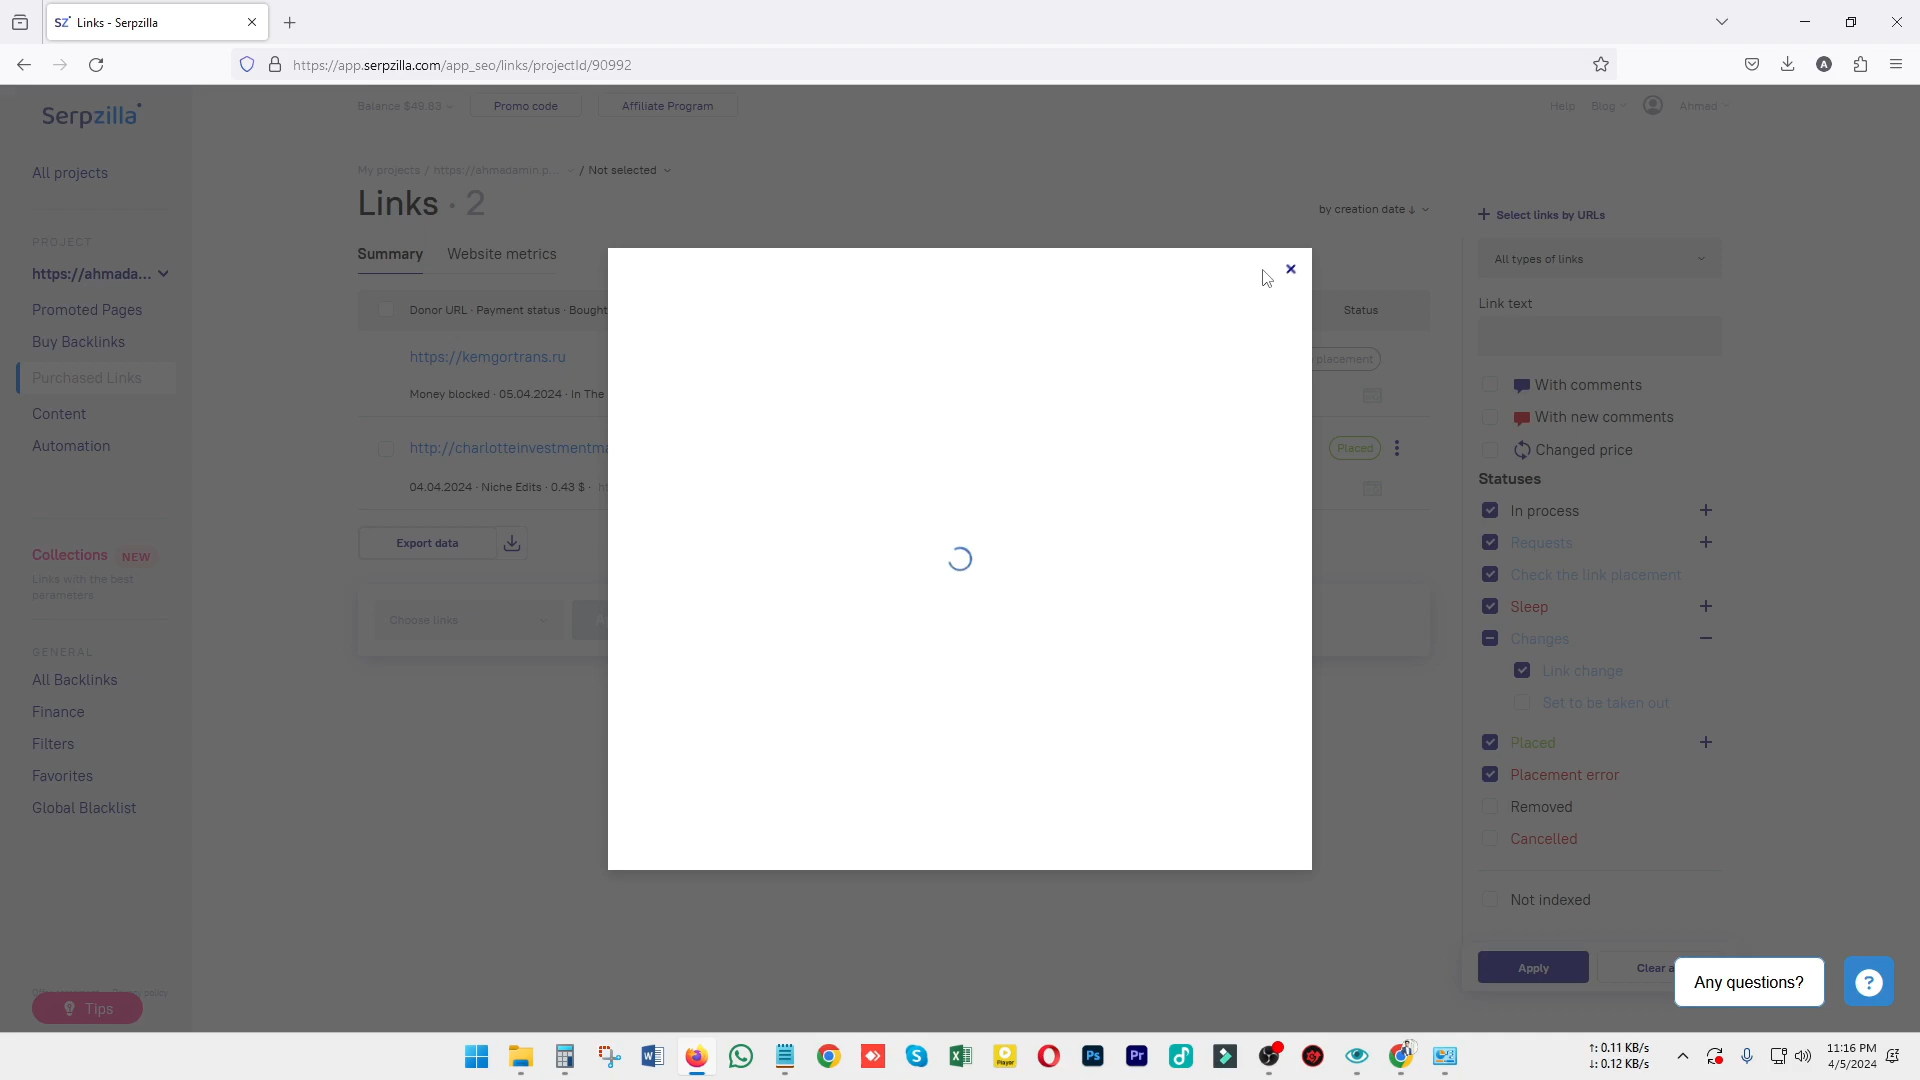 SZ Links - Serpzilla
https://app.serpzilla.com/app_seo/links/projectId/90992
Serpzilla
Balance $49.83
Promo code
Affiliate Program
Help
Blog
Ahmad
All projects
PROJECT
https://ahmada...
Promoted Pages
Buy Backlinks
Purchased Links
Content
Automation
Collections NEW
Links with the best
parameters
GENERAL
All Backlinks
Finance
Filters
Favorites
Global Blacklist
Tips
My projects / https://ahmadamin.p... / Not selected
Links · 2
by creation date ↓
Summary
Website metrics
Donor URL · Payment status · Bought
Status
https://kemgortrans.ru
placement
Money blocked · 05.04.2024 · In The
http://charlotteinvestmentma
Placed
04.04.2024 · Niche Edits · 0.43 $ ·
Export data
Choose links
Select links by URLs
All types of links
Link text
With comments
With new comments
Changed price
Statuses
In process
Requests
Check the link placement
Sleep
Changes
Link change
Set to be taken out
Placed
Placement error
Removed
Cancelled
Not indexed
Apply
Clear a
Any questions?
↑: 0.11 KB/s
↓: 0.12 KB/s
11:16 PM
4/5/2024